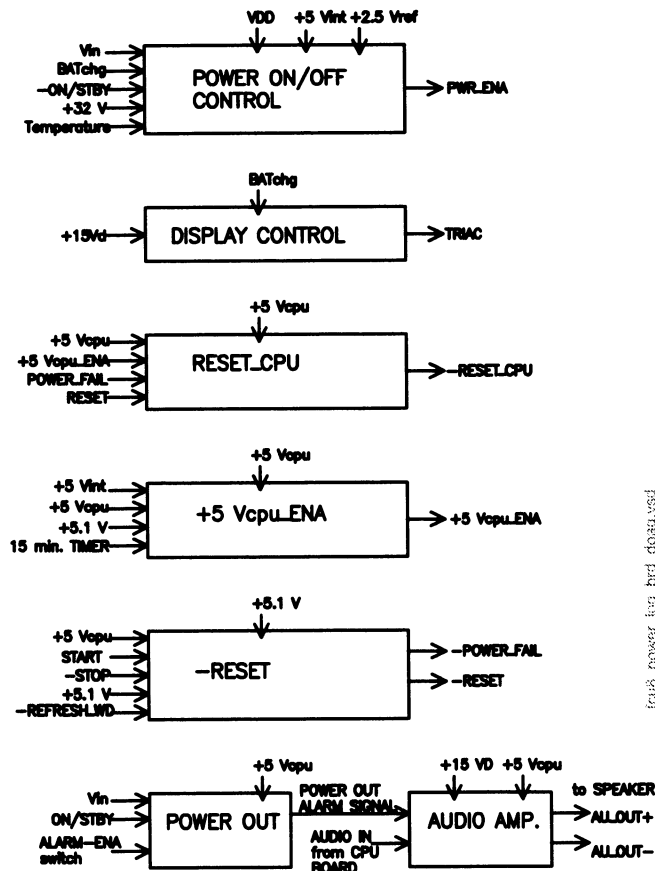 VDD +5 Vint +2.5 Vref
Vin
BATchg
-ON/STBY
+32 V
Temperature
POWER ON/OFF
CONTROL
PWR_ENA
BATchg
+15Vd
DISPLAY CONTROL
TRIAC
+5 Vcpu
+5 Vcpu
+5 Vcpu_ENA
POWER_FAIL
RESET
RESET_CPU
-RESET_CPU
+5 Vcpu
+5 Vint
+5 Vcpu
+5.1 V
15 min. TIMER
+5 Vcpu_ENA
+5 Vcpu_ENA
+5.1 V
+5 Vcpu
START
-STOP
+5.1 V
-REFRESH_WD
-RESET
-POWER_FAIL
-RESET
+5 Vcpu
Vin
ON/STBY
ALARM-ENA
switch
POWER OUT
POWER OUT
ALARM SIGNAL
AUDIO IN
from CPU
BOARD
+15 VD +5 Vcpu
AUDIO AMP.
to SPEAKER
AU_OUT+
AU_OUT-